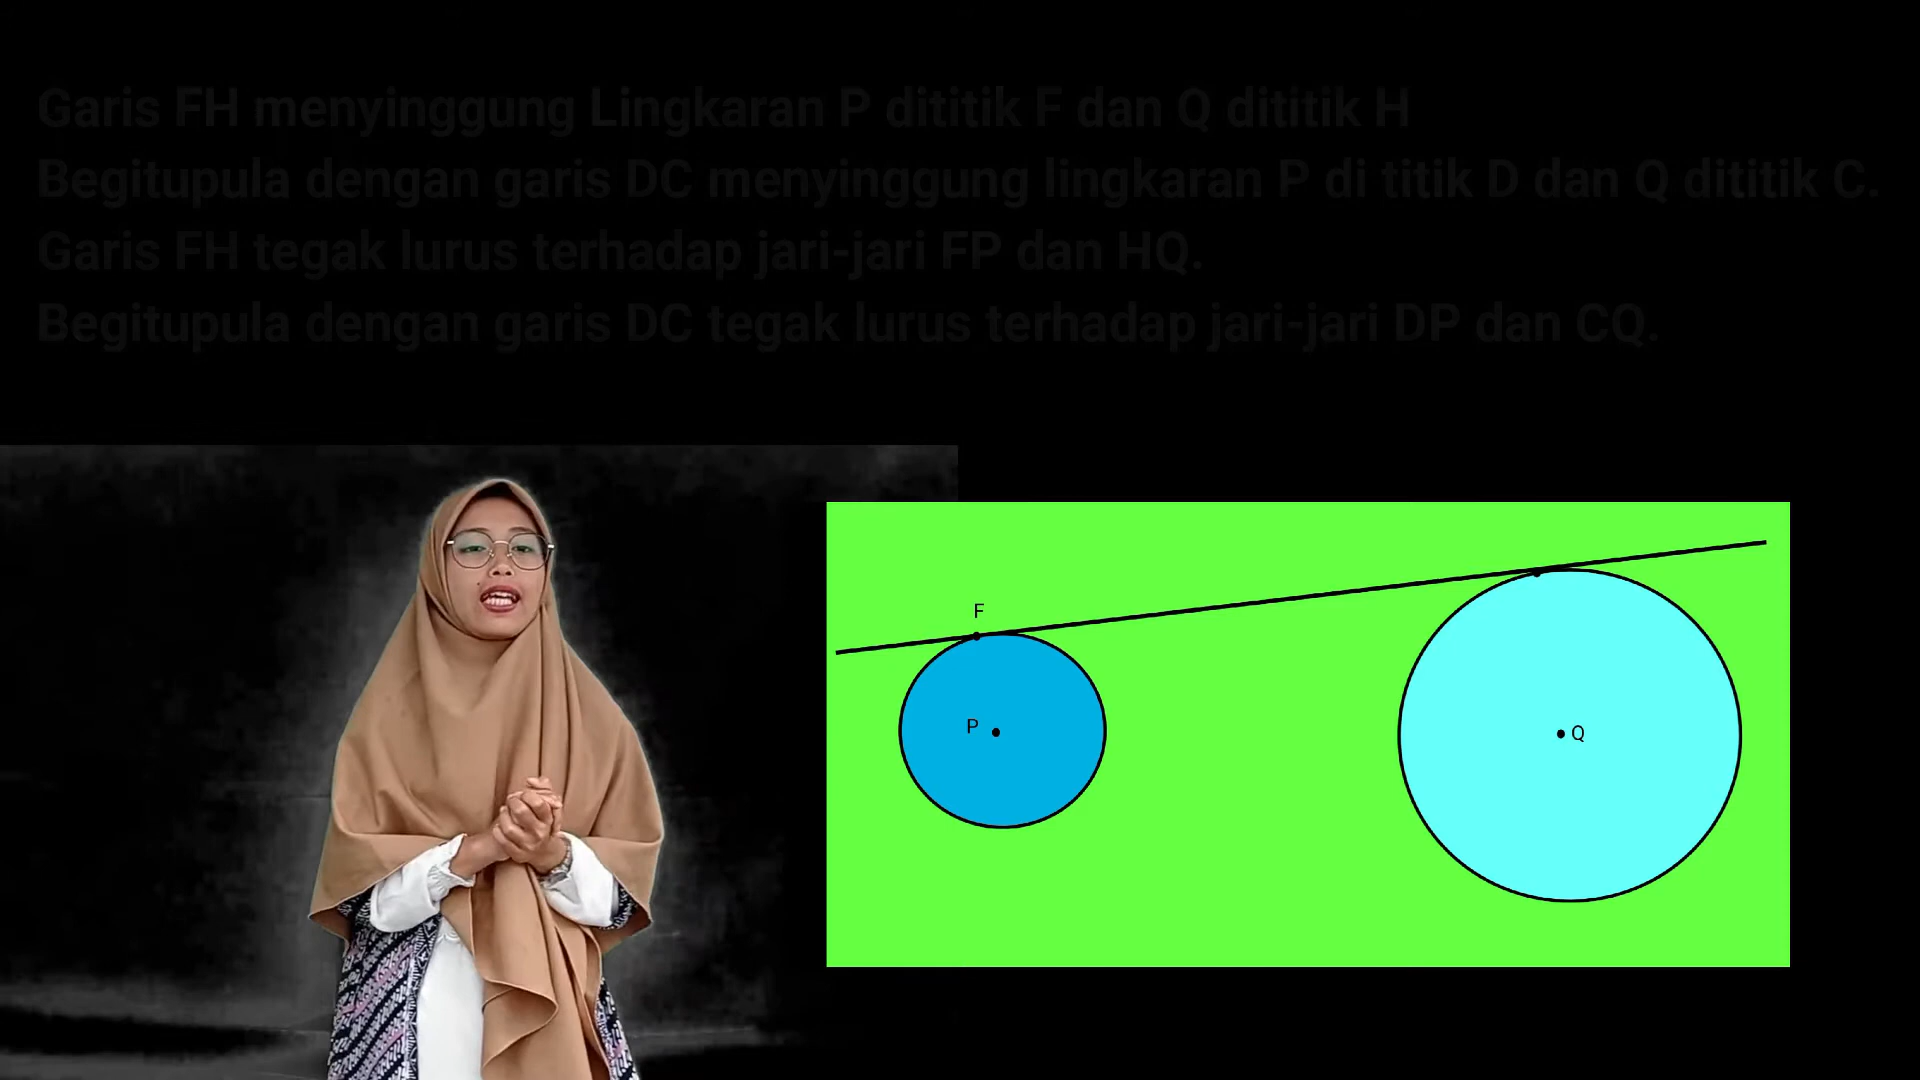 Garis FH menyinggung Lingkaran P dititik F dan Q dititik H
Begitupula dengan garis DC menyinggung lingkaran P di titik D dan Q dititik C.
Garis FH tegak lurus terhadap jari-jari FP dan HQ.
Begitupula dengan garis DC tegak lurus terhadap jari-jari DP dan CQ.
F
P
Q